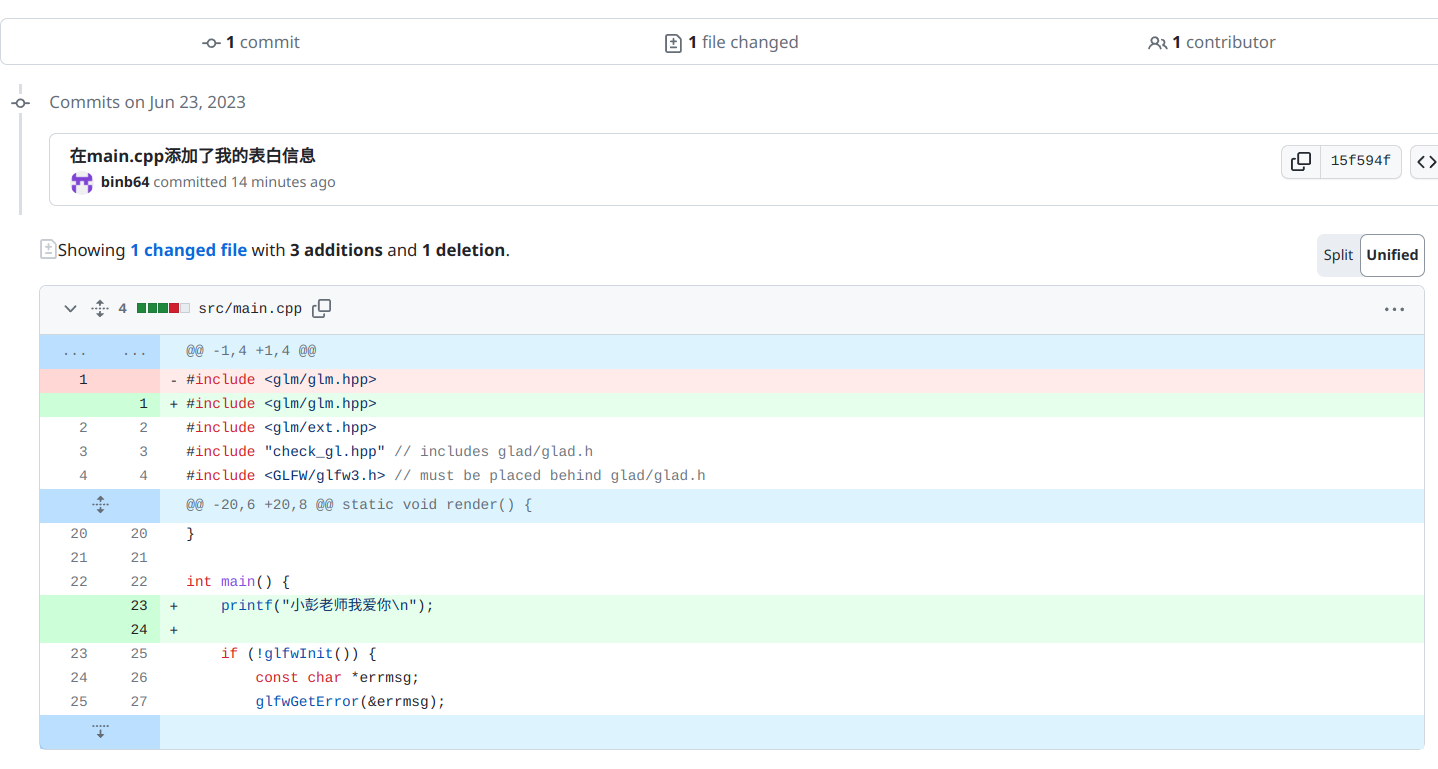 1 commit 1 file changed 1 contributor
Commits on Jun 23, 2023
在main.cpp添加了我的表白信息
15f594f
binb64 committed 14 minutes ago
Showing 1 changed file with 3 additions and 1 deletion.
Split Unified
4 src/main.cpp
... ... @@ -1,4 +1,4 @@
1 - #include <glm/glm.hpp>
1 + #include <glm/glm.hpp>
2 2 #include <glm/ext.hpp>
3 3 #include "check_gl.hpp" // includes glad/glad.h
4 4 #include <GLFW/glfw3.h> // must be placed behind glad/glad.h
@@ -20,6 +20,8 @@ static void render() {
20 20 }
21 21
22 22 int main() {
23 + printf("小彭老师我爱你\n");
24 +
23 25 if (!glfwInit()) {
24 26 const char *errmsg;
25 27 glfwGetError(&errmsg);